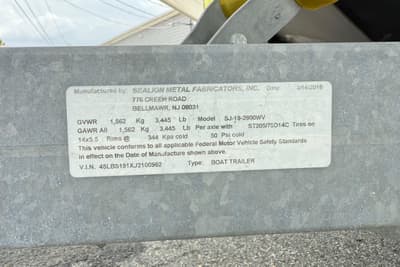 Manufactured by: SEALION METAL FABRICATORS, INC. Date: 3/14/2018
776 CREEK ROAD
BELLMAWR, NJ 08031
GVWR 1,562 Kg 3,445 Lb Model SJ-19-2900WV
GAWR All 1,562 Kg 3,445 Lb Per axle with ST205/75D14C Tires on
14x5.5 Rims @ 344 Kpa cold 50 Psi cold
This vehicle conforms to all applicable Federal Motor Vehicle Safety Standards
in effect on the Date of Manufacture shown above.
V.I.N. 45LBS191XJ2100962 Type: BOAT TRAILER